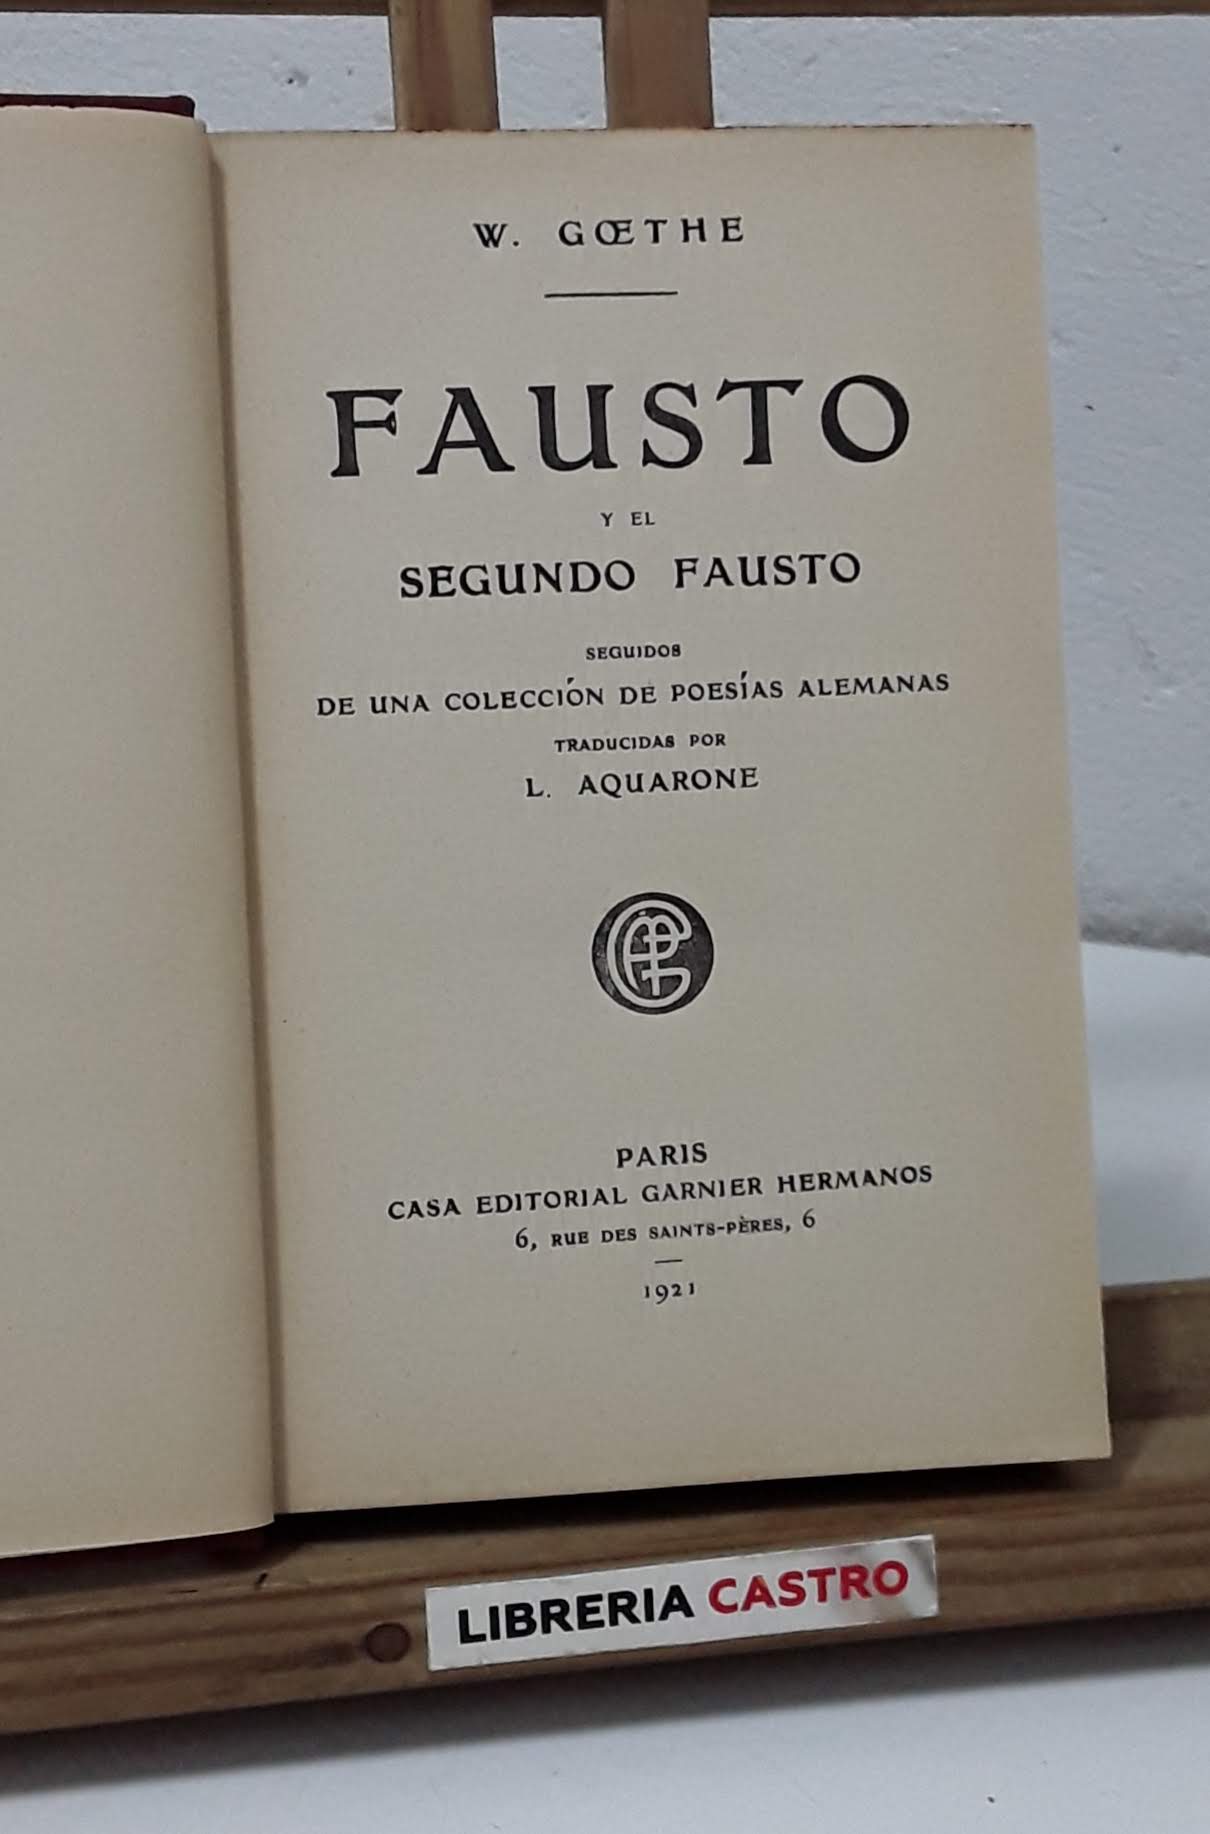 W. GŒTHE
FAUSTO
Y EL
SEGUNDO FAUSTO
SEGUIDOS
DE UNA COLECCIÓN DE POESÍAS ALEMANAS
TRADUCIDAS POR
L. AQUARONE
PARIS
CASA EDITORIAL GARNIER HERMANOS
6, RUE DES SAINTS-PÈRES, 6
1921
LIBRERIA CASTRO